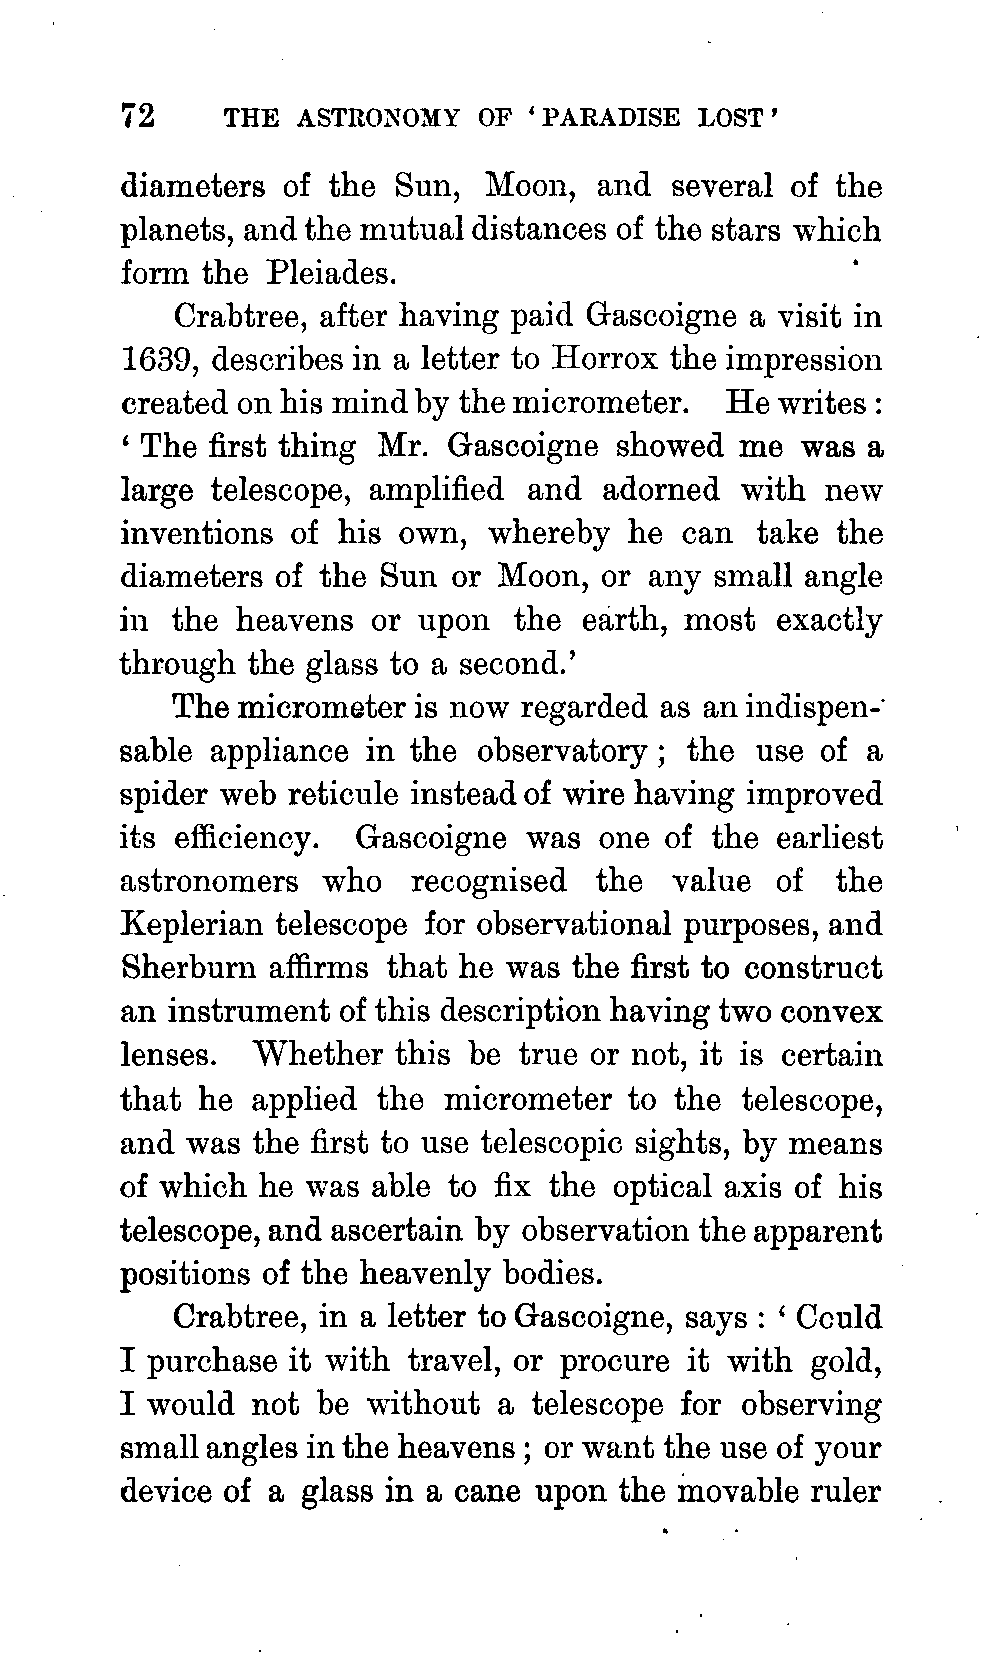 72 THE ASTRONOMY OF ‘PARADISE LOST’
diameters of the Sun, Moon, and several of the
planets, and the mutual distances of the stars which
form the Pleiades.
Crabtree, after having paid Gascoigne a visit in
1639, describes in a letter to Horrox the impression
created on his mind by the micrometer. He writes :
‘ The first thing Mr. Gascoigne showed me was a
large telescope, amplified and adorned with new
inventions of his own, whereby he can take the
diameters of the Sun or Moon, or any small angle
in the heavens or upon the earth, most exactly
through the glass to a second.’
The micrometer is now regarded as an indispen-
sable appliance in the observatory ; the use of a
spider web reticule instead of wire having improved
its efficiency. Gascoigne was one of the earliest
astronomers who recognised the value of the
Keplerian telescope for observational purposes, and
Sherburn affirms that he was the first to construct
an instrument of this description having two convex
lenses. Whether this be true or not, it is certain
that he applied the micrometer to the telescope,
and was the first to use telescopic sights, by means
of which he was able to fix the optical axis of his
telescope, and ascertain by observation the apparent
positions of the heavenly bodies.
Crabtree, in a letter to Gascoigne, says : ‘ Could
I purchase it with travel, or procure it with gold,
I would not be without a telescope for observing
small angles in the heavens ; or want the use of your
device of a glass in a cane upon the movable ruler